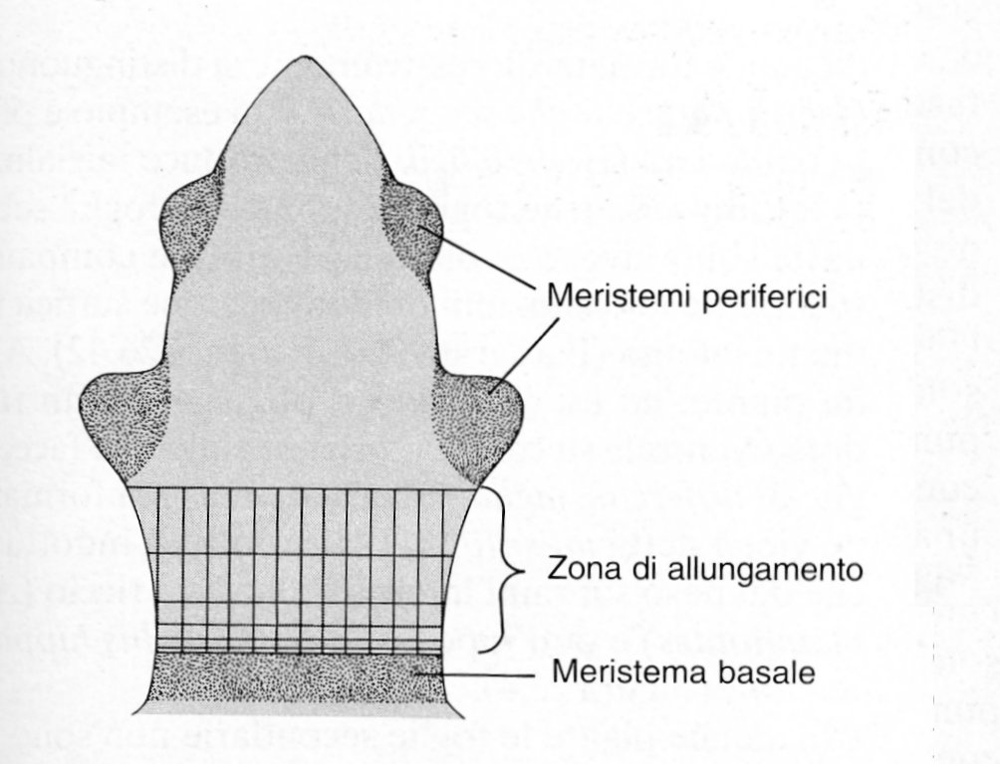 Meristemi periferici
Zona di allungamento
Meristema basale